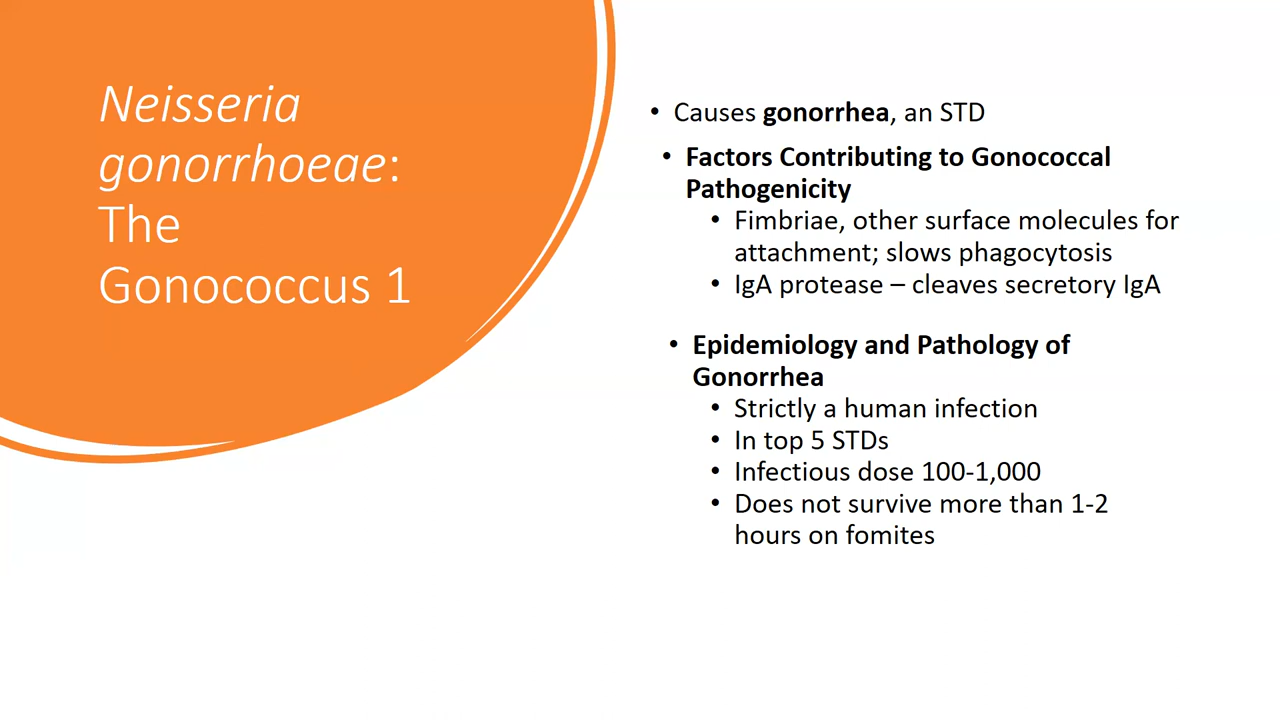 Neisseria
gonorrhoeae:
The
Gonococcus 1
• Causes gonorrhea, an STD
• Factors Contributing to Gonococcal
Pathogenicity
• Fimbriae, other surface molecules for
attachment; slows phagocytosis
• IgA protease – cleaves secretory IgA
• Epidemiology and Pathology of
Gonorrhea
• Strictly a human infection
• In top 5 STDs
• Infectious dose 100-1,000
• Does not survive more than 1-2
hours on fomites